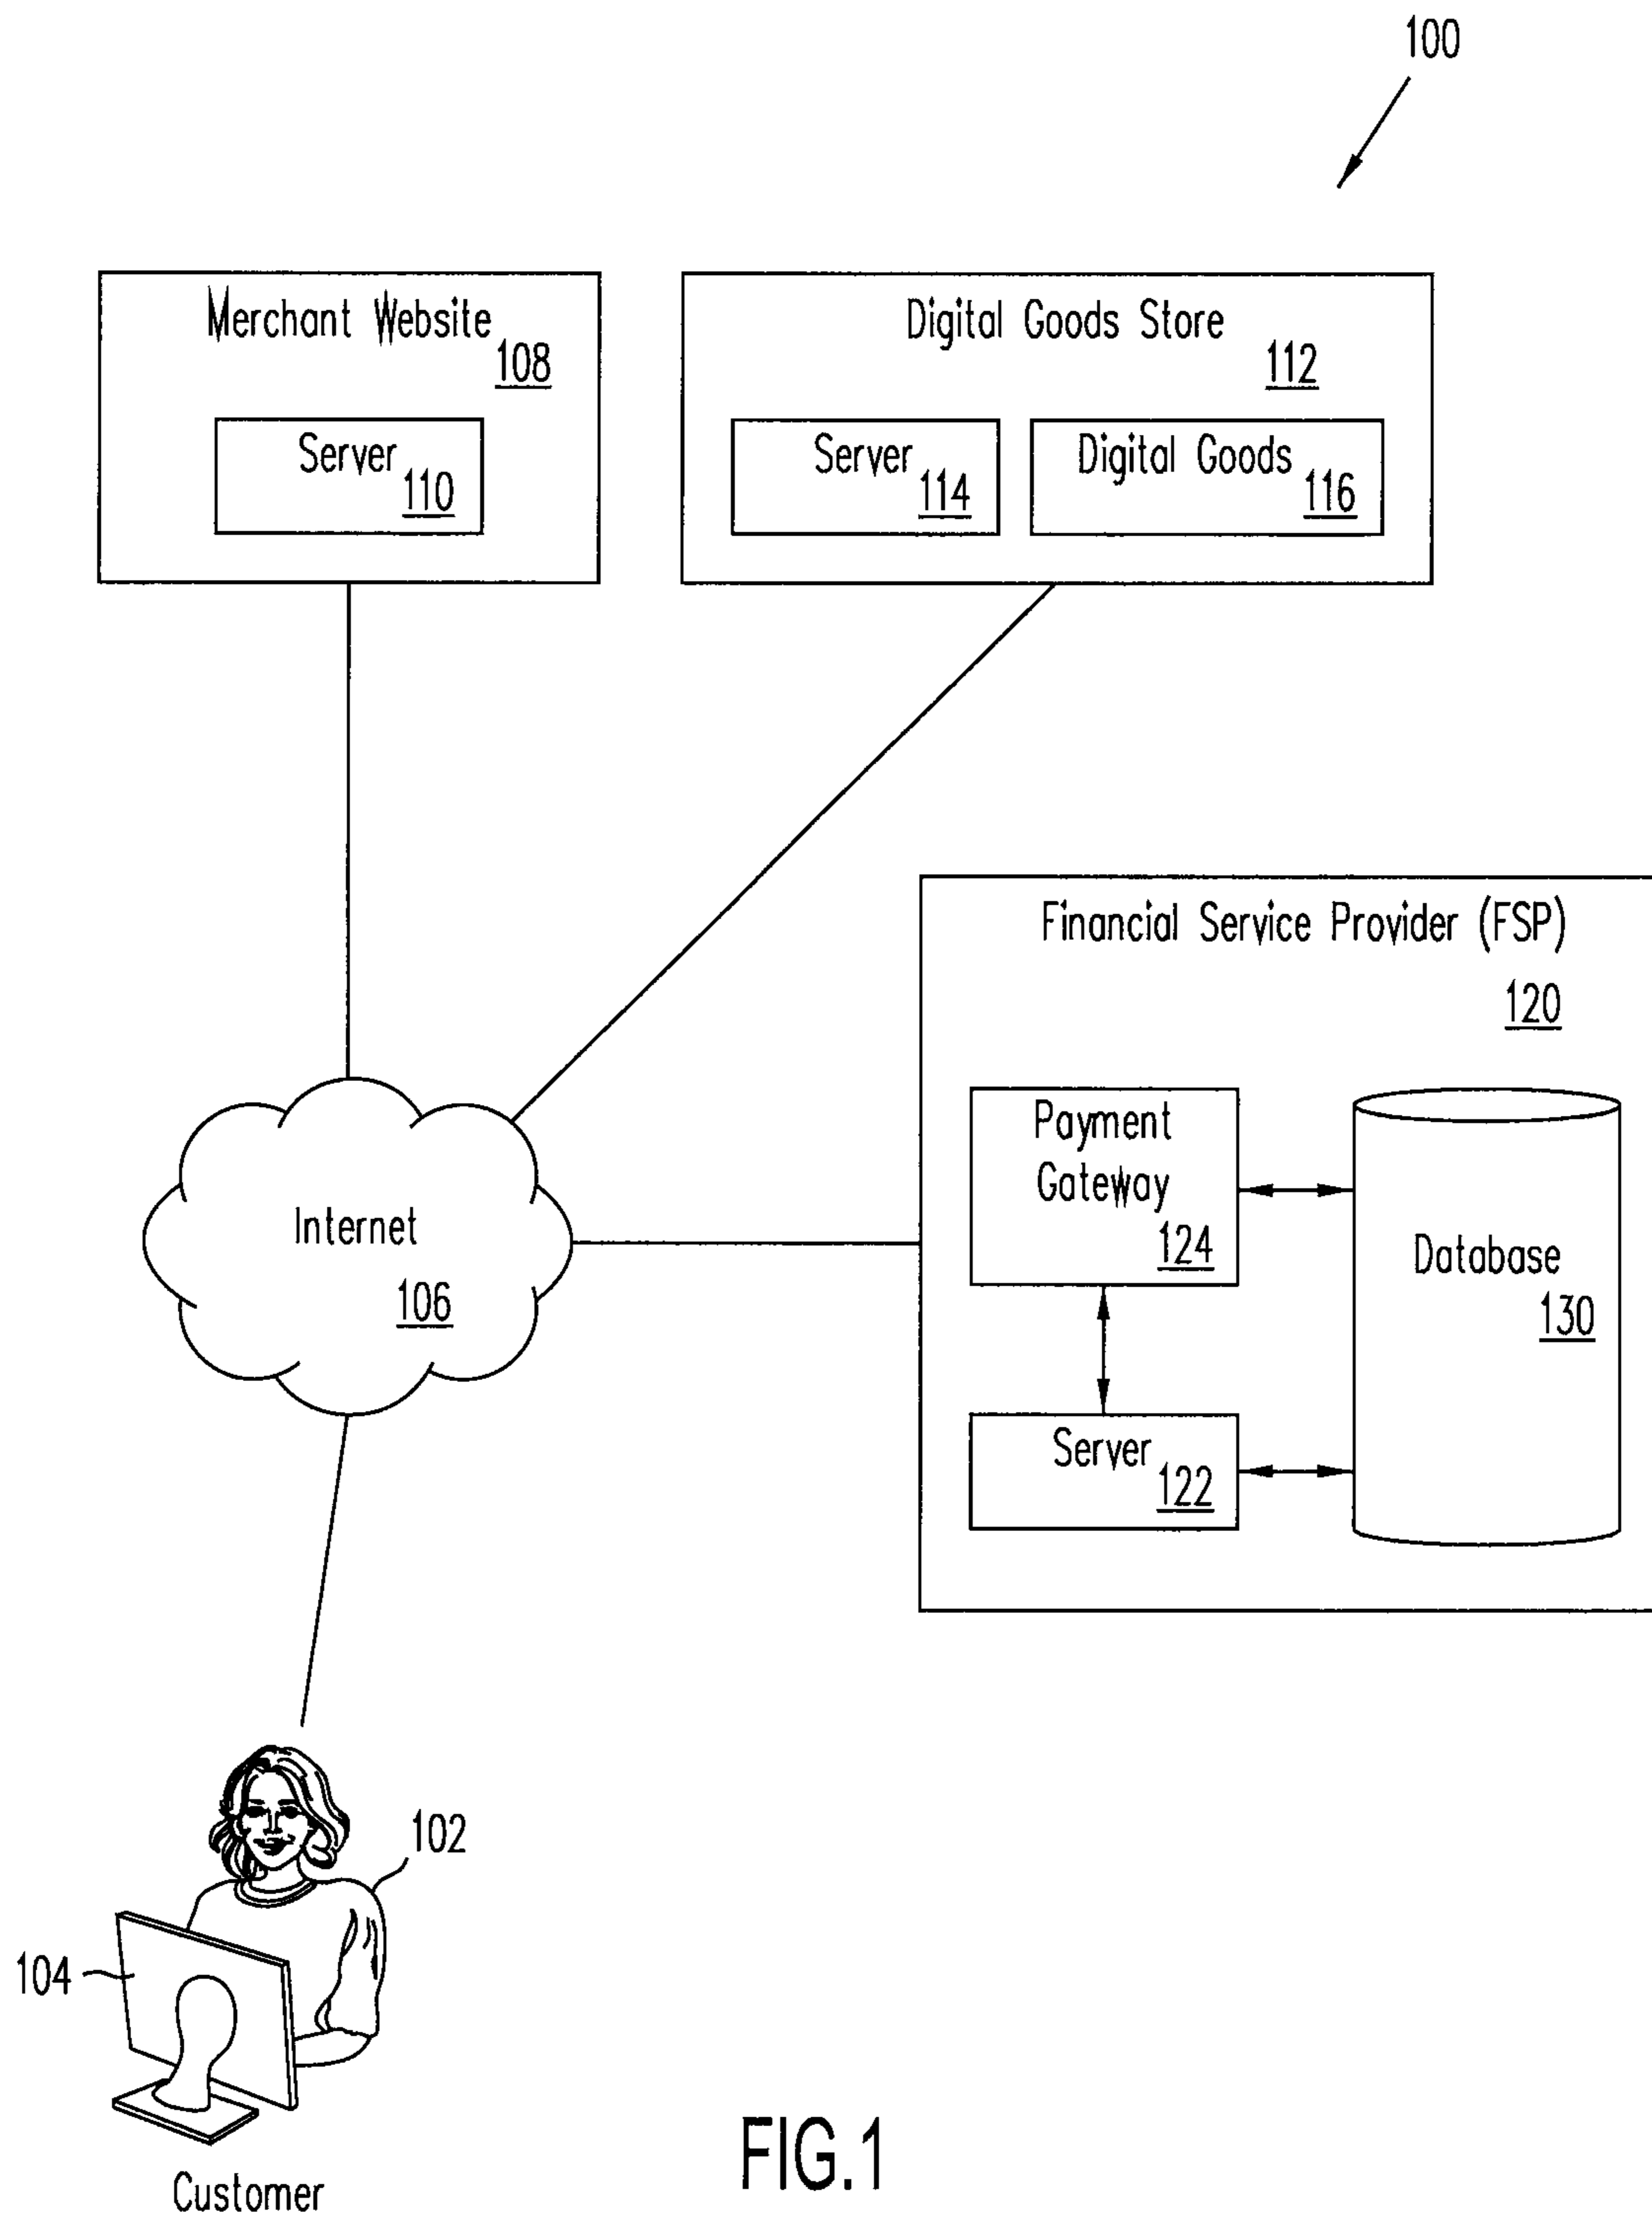 100
Merchant Website
108
Server
110
Digital Goods Store
112
Server
114
Digital Goods
116
Financial Service Provider (FSP)
120
Payment
Gateway
124
Database
130
Server
122
Internet
106
102
104
Customer
FIG.1